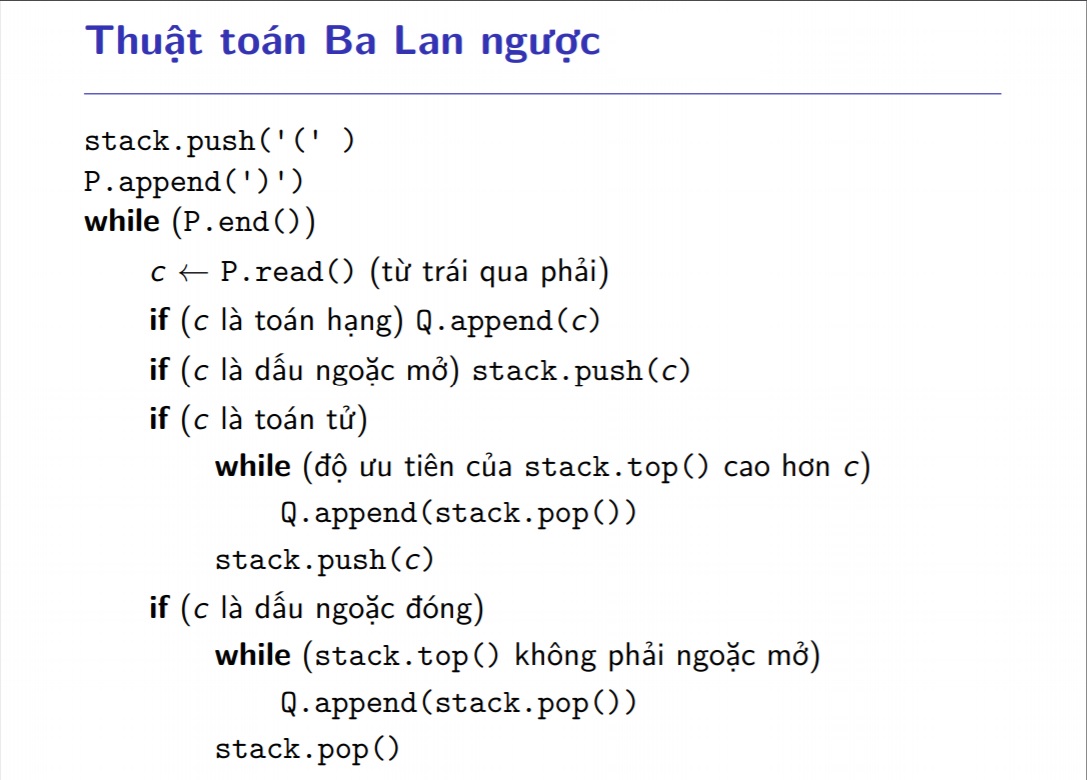 Thuật toán Ba Lan ngược
stack.push('(' )
P.append(')')
while (P.end())
c ← P.read() (từ trái qua phải)
if (c là toán hạng) Q.append(c)
if (c là dấu ngoặc mở) stack.push(c)
if (c là toán tử)
while (độ ưu tiên của stack.top() cao hơn c)
Q.append(stack.pop())
stack.push(c)
if (c là dấu ngoặc đóng)
while (stack.top() không phải ngoặc mở)
Q.append(stack.pop())
stack.pop()